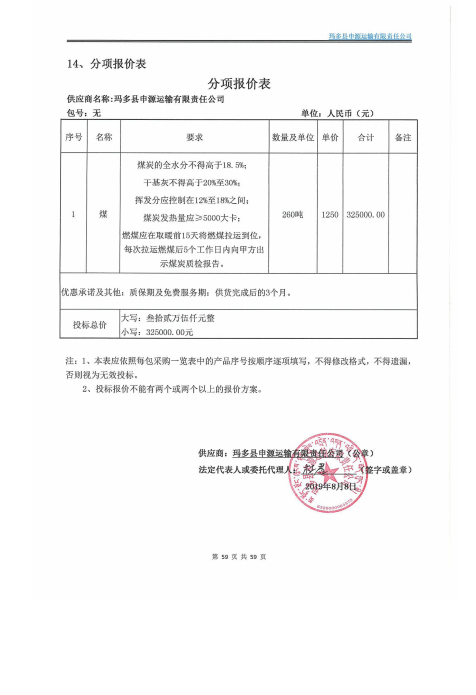 玛多县申源运输有限责任公司
14、分项报价表
分项报价表
供应商名称:玛多县申源运输有限责任公司
包号：无 单位：人民币（元）
序号 名称 要求 数量及单位 单价 合计 备注
煤炭的全水分不得高于18.5%;
干基灰不得高于20%至30%;
挥发分应控制在12%至18%之间;
1 煤 煤炭发热量应≥5000大卡; 260吨 1250 325000.00
燃煤应在取暖前15天将燃煤拉运到位,
每次拉运燃煤后5个工作日内向甲方出
示煤炭质检报告。
优惠承诺及其他：质保期及免费服务期：供货完成后的3个月。
投标总价
大写：叁拾贰万伍仟元整
小写：325000.00元
注：1、本表应依照每包采购一览表中的产品序号按顺序逐项填写，不得修改格式，不得遗漏，
否则视为无效投标。
2、投标报价不能有两个或两个以上的报价方案。
供应商：玛多县申源运输有限责任公司（公章）
法定代表人或委托代理人： （签字或盖章）
2019年8月8日
第 59 页 共 59 页